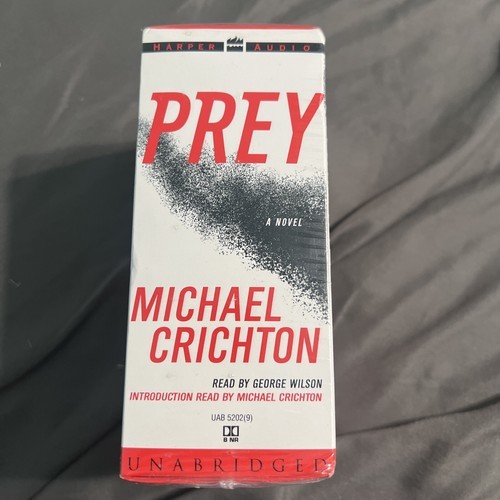 HARPER AUDIO
PREY
A NOVEL
MICHAEL
CRICHTON
READ BY GEORGE WILSON
INTRODUCTION READ BY MICHAEL CRICHTON
UAB 5202(9)
B NR
UNABRIDGED